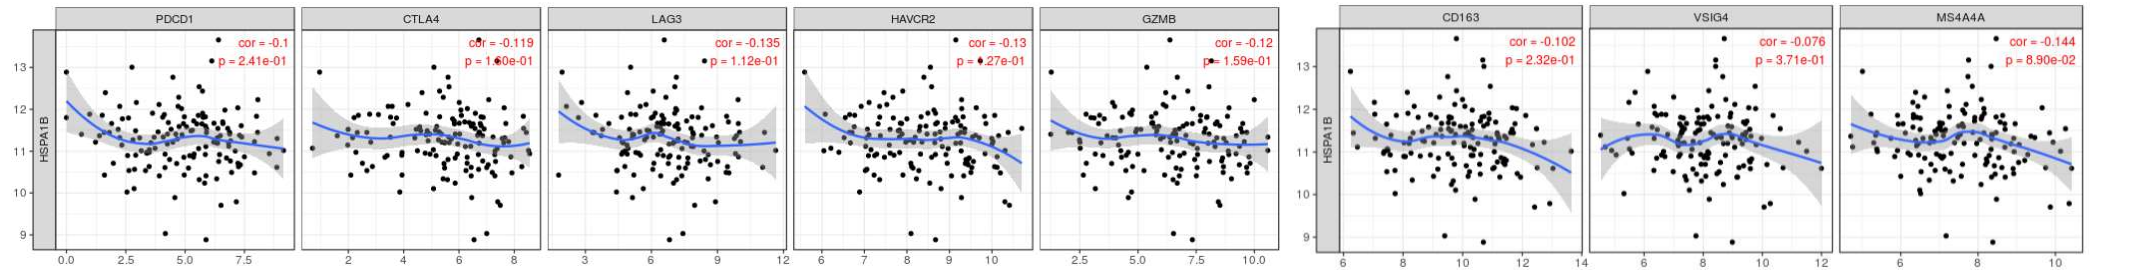 PDCD1 CTLA4 LAG3 HAVCR2 GZMB CD163 VSIG4 MS4A4A
cor = -0.1 cor = -0.119 cor = -0.135 cor = -0.13 cor = -0.12 cor = -0.102 cor = -0.076 cor = -0.144
p = 2.41e-01 p = 1.60e-01 p = 1.12e-01 p = 1.27e-01 p = 1.59e-01 p = 2.32e-01 p = 3.71e-01 p = 8.90e-02
HSPA1B
13
12
11
10
9
HSPA1B
13
12
11
10
9
0.0 2.5 5.0 7.5 2 4 6 8 3 6 9 12 6 7 8 9 10 2.5 5.0 7.5 10.0 6 8 10 12 14 6 8 10 12 6 8 10